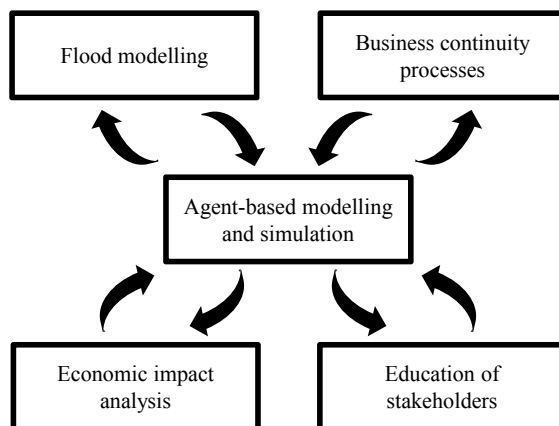 Flood modelling
Business continuity
processes
Agent-based modelling
and simulation
Economic impact
analysis
Education of
stakeholders